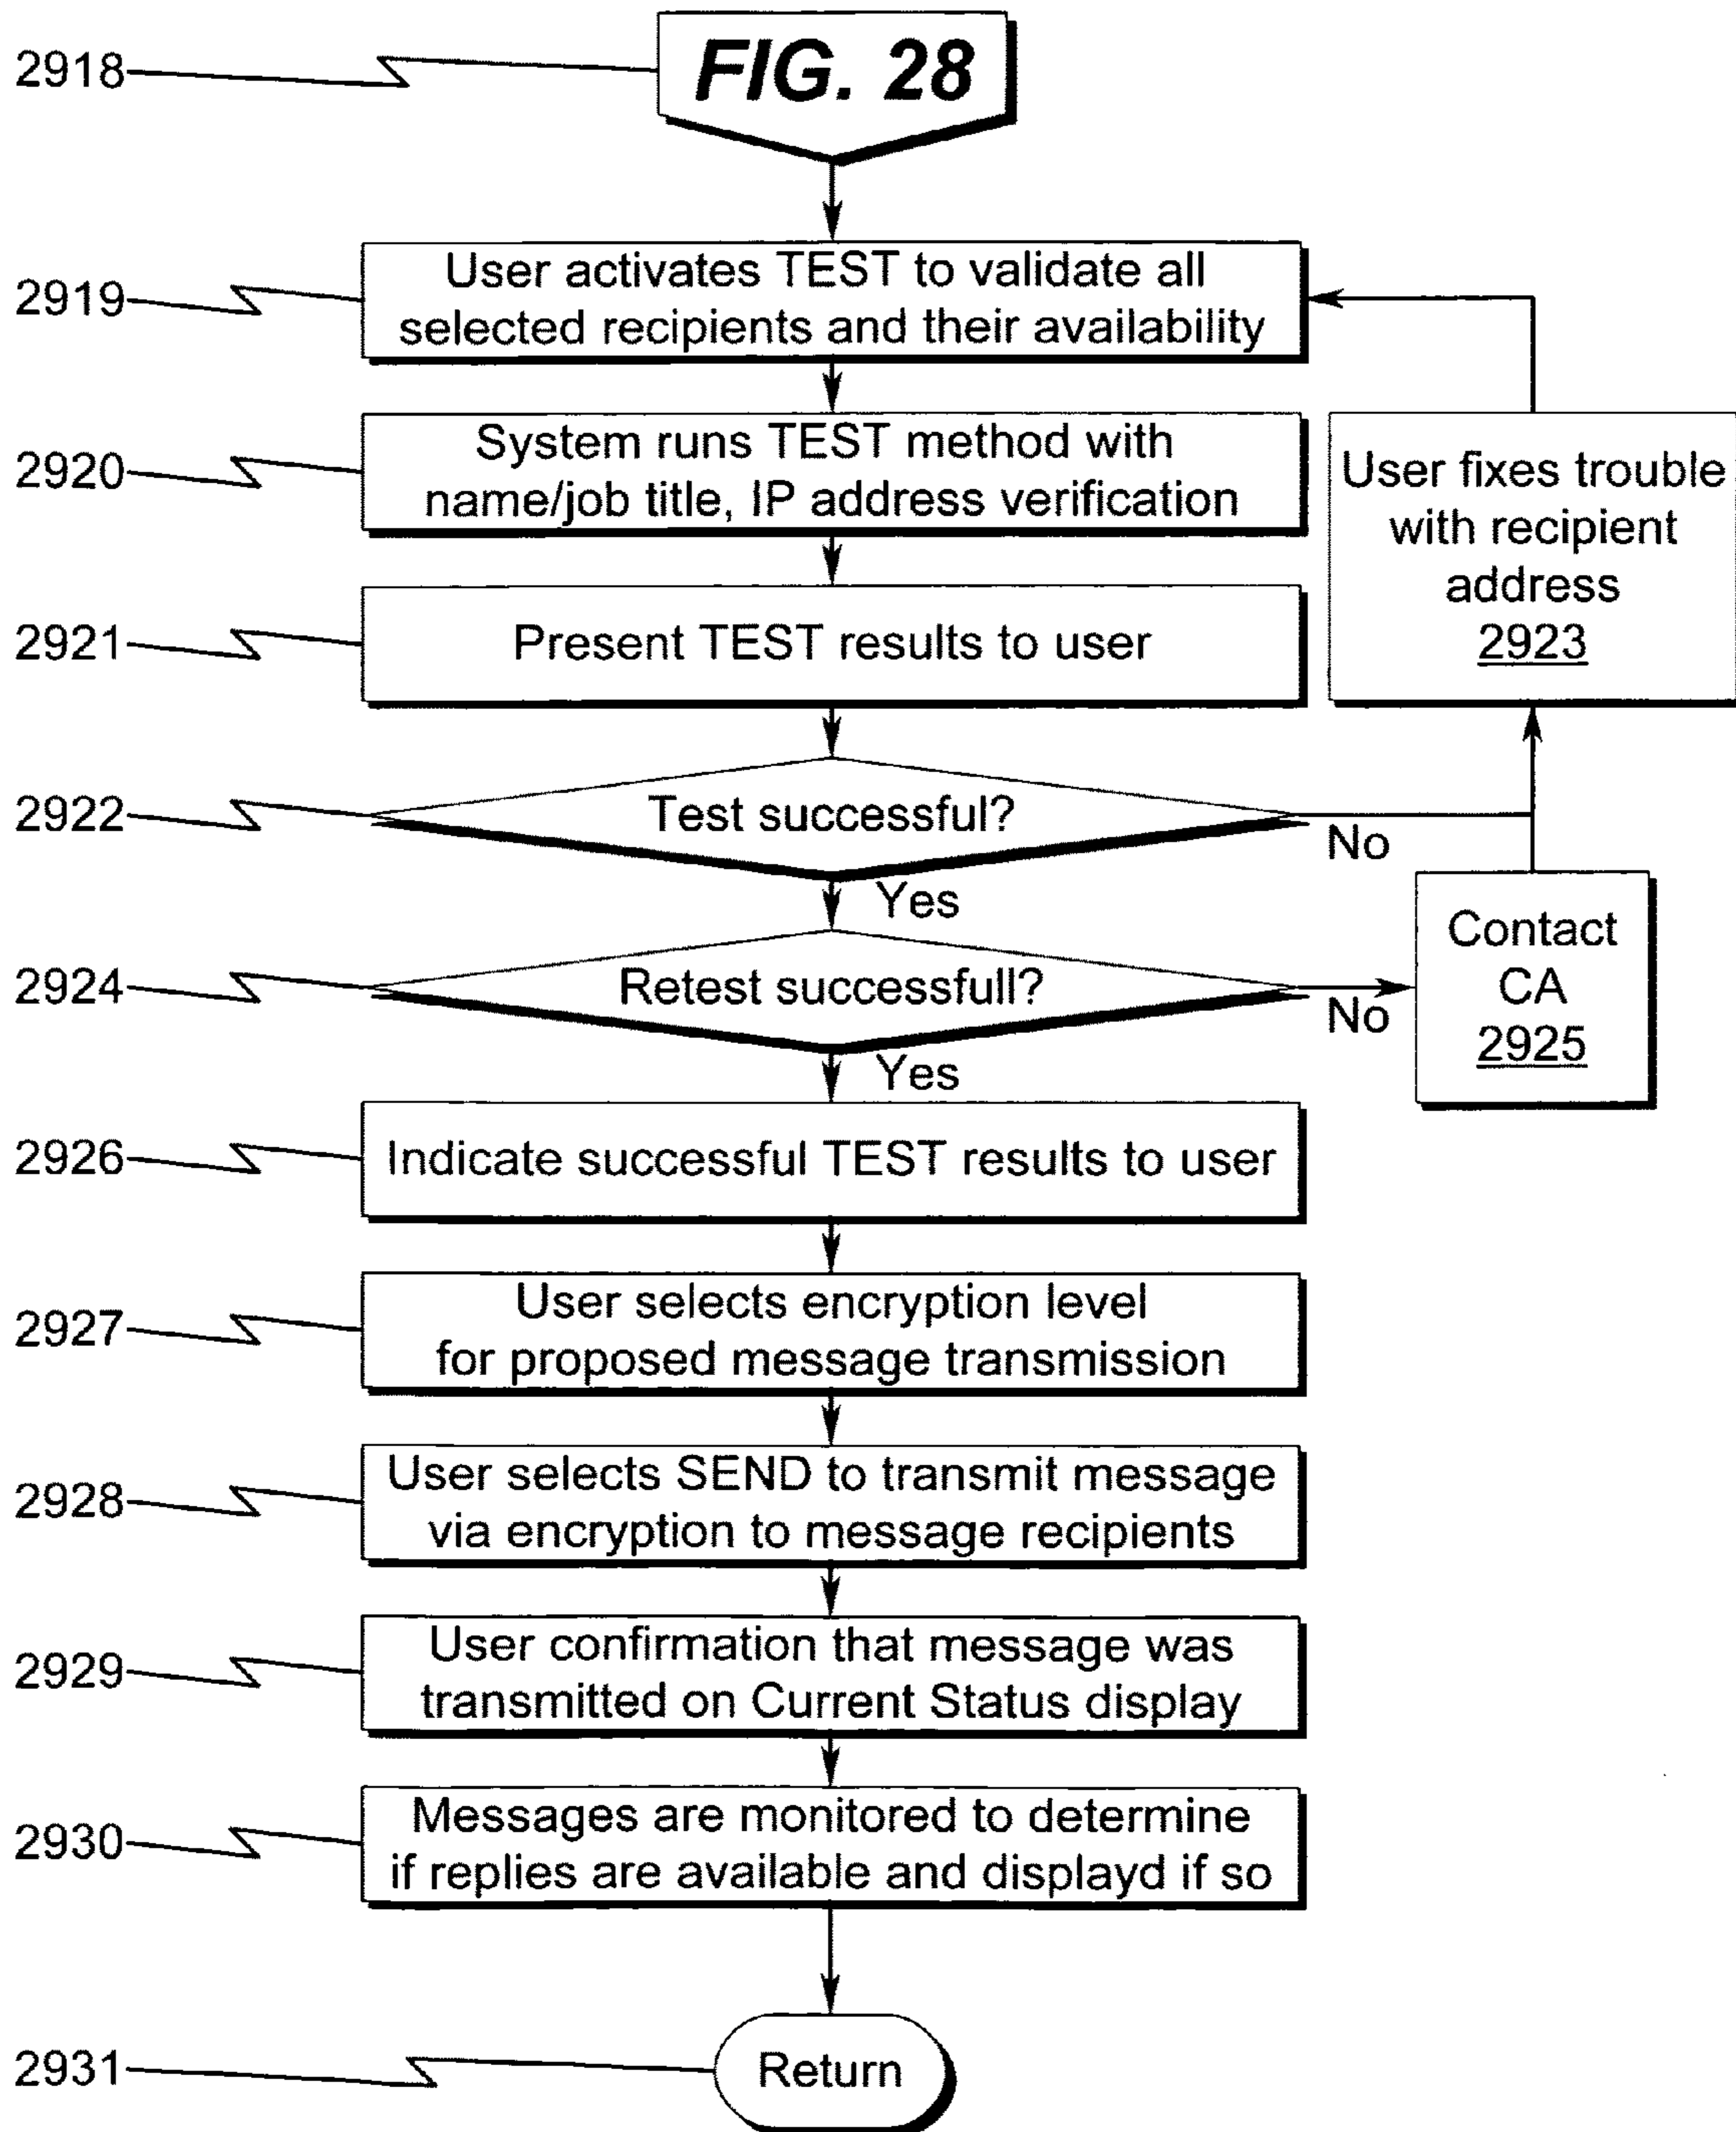 2918
FIG. 28
2919
User activates TEST to validate all
selected recipients and their availability
2920
System runs TEST method with
name/job title, IP address verification
User fixes trouble
with recipient
address
2923
2921
Present TEST results to user
2922
Test successful?
No
Yes
2924
Retest successfull?
No
Contact
CA
2925
Yes
2926
Indicate successful TEST results to user
2927
User selects encryption level
for proposed message transmission
2928
User selects SEND to transmit message
via encryption to message recipients
2929
User confirmation that message was
transmitted on Current Status display
2930
Messages are monitored to determine
if replies are available and displayd if so
2931
Return